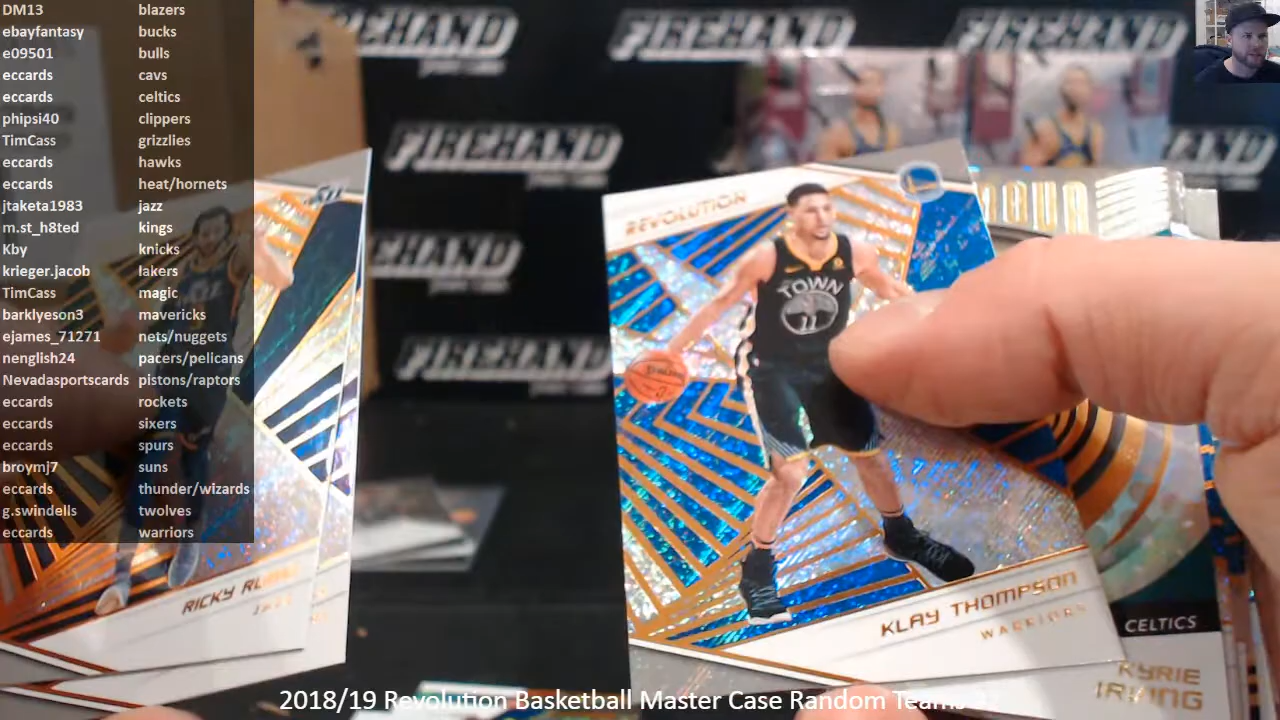 DM13 blazers
ebayfantasy bucks
e09501 bulls
eccards cavs
eccards celtics
phipsi40 clippers
TimCass grizzlies
eccards hawks
eccards heat/hornets
jtaketa1983 jazz
m.st_h8ted kings
Kby knicks
krieger.jacob lakers
TimCass magic
barklyeson3 mavericks
ejames_71271 nets/nuggets
nenglish24 pacers/pelicans
Nevadasportscards pistons/raptors
eccards rockets
eccards sixers
eccards spurs
broymj7 suns
eccards thunder/wizards
g.swindells twolves
eccards warriors
FIREHAND
FIREHAND
FIREHAND
FIREHAND
FIREHAND
FIREHAND
REVOLUTION
TOWN
11
SPALDING
KLAY THOMPSON
WARRIORS
RICKY
CELTICS
KYRIE
IRVING
2018/19 Revolution Basketball Master Case Random Teams